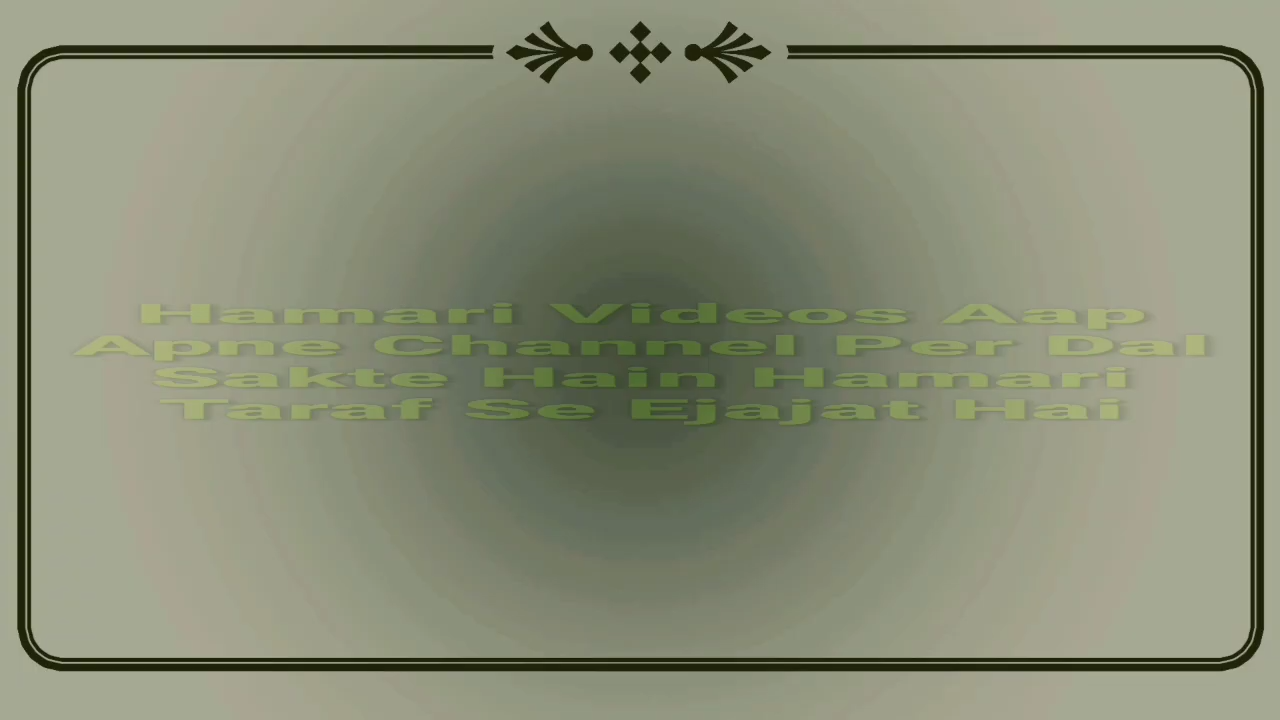 Hamari Videos Aap
Apne Channel Per Dal
Sakte Hain Hamari
Taraf Se Ejajat Hai